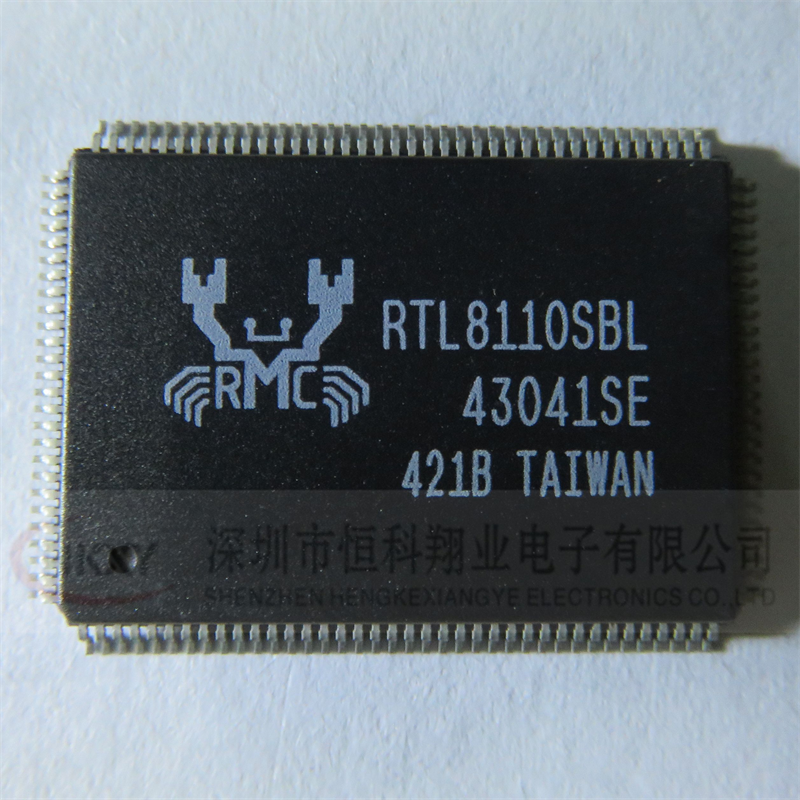 RMC
RTL8110SBL
43041SE
421B TAIWAN
HKXY
深圳市恒科翔业电子有限公司
SHENZHEN HENGKEXIANGYE ELECTRONICS CO.,LTD